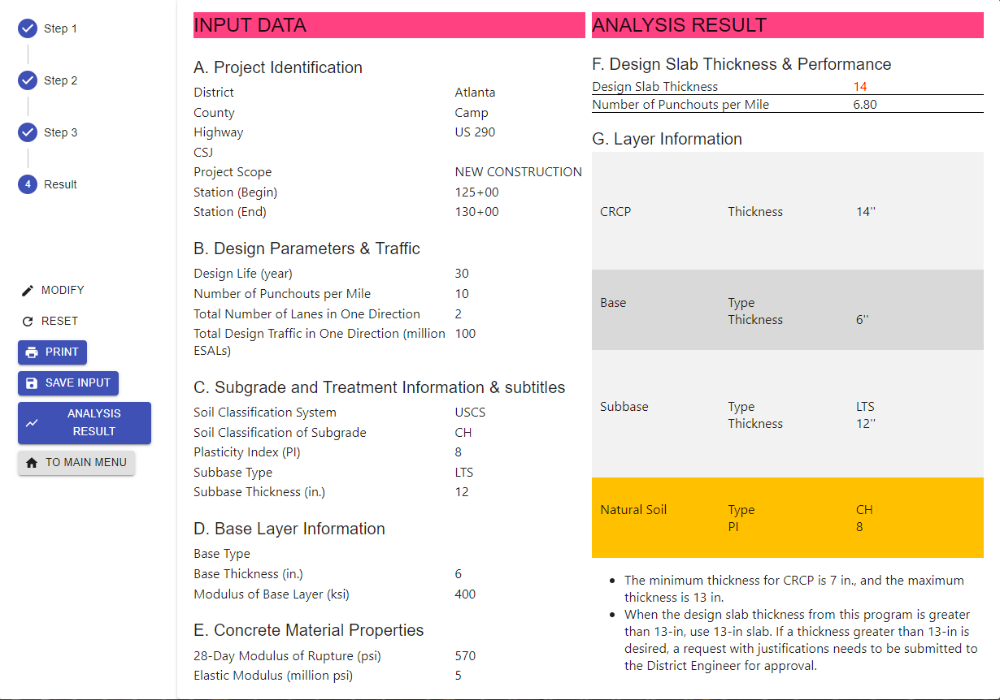 Step 1
Step 2
Step 3
4 Result
MODIFY
RESET
PRINT
SAVE INPUT
ANALYSIS
RESULT
TO MAIN MENU
INPUT DATA
A. Project Identification
District Atlanta
County Camp
Highway US 290
CSJ
Project Scope NEW CONSTRUCTION
Station (Begin) 125+00
Station (End) 130+00
B. Design Parameters & Traffic
Design Life (year) 30
Number of Punchouts per Mile 10
Total Number of Lanes in One Direction 2
Total Design Traffic in One Direction (million 100
ESALs)
C. Subgrade and Treatment Information & subtitles
Soil Classification System USCS
Soil Classification of Subgrade CH
Plasticity Index (PI) 8
Subbase Type LTS
Subbase Thickness (in.) 12
D. Base Layer Information
Base Type
Base Thickness (in.) 6
Modulus of Base Layer (ksi) 400
E. Concrete Material Properties
28-Day Modulus of Rupture (psi) 570
Elastic Modulus (million psi) 5
ANALYSIS RESULT
F. Design Slab Thickness & Performance
Design Slab Thickness 14
Number of Punchouts per Mile 6.80
G. Layer Information
CRCP Thickness 14''
Base Type
Thickness 6''
Subbase Type LTS
Thickness 12''
Natural Soil Type CH
PI 8
• The minimum thickness for CRCP is 7 in., and the maximum
thickness is 13 in.
• When the design slab thickness from this program is greater
than 13-in, use 13-in slab. If a thickness greater than 13-in is
desired, a request with justifications needs to be submitted to
the District Engineer for approval.